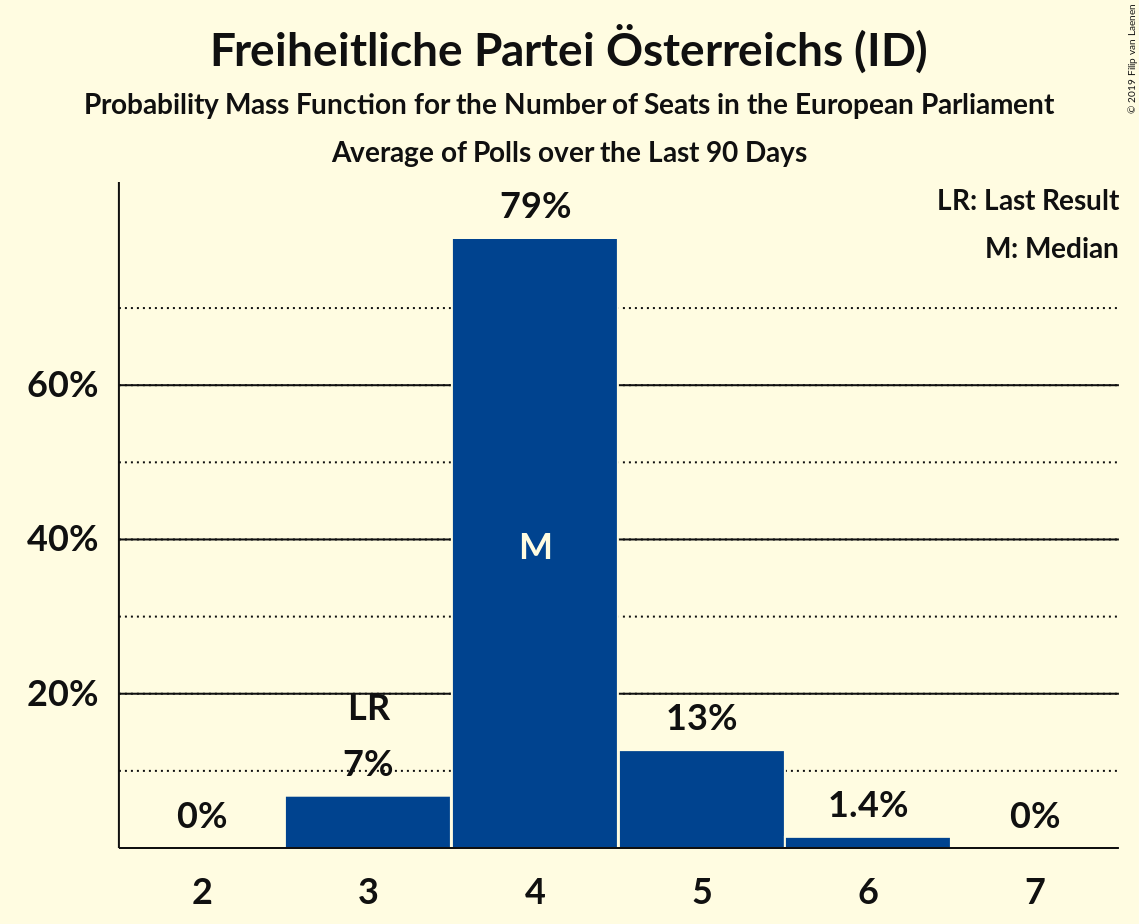 Freiheitliche Partei Österreichs (ID)
Probability Mass Function for the Number of Seats in the European Parliament
Average of Polls over the Last 90 Days
© 2019 Filip van Laenen
LR: Last Result
M: Median
79%
60%
40%
M
20%
LR
7%
13%
0%
1.4%
0%
2 3 4 5 6 7